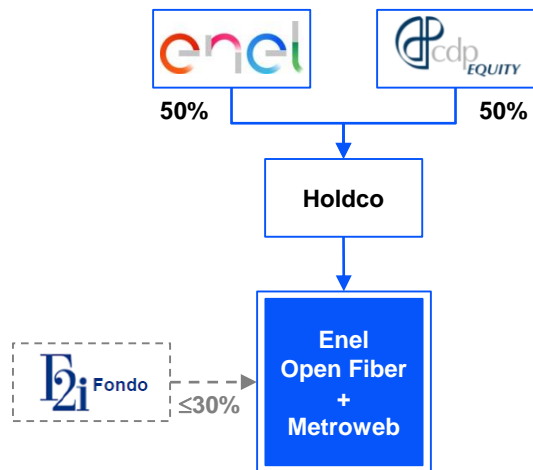 enel
cdp
EQUITY
50%
50%
Holdco
Enel
Open Fiber
+
Metroweb
F2i Fondo
≤30%